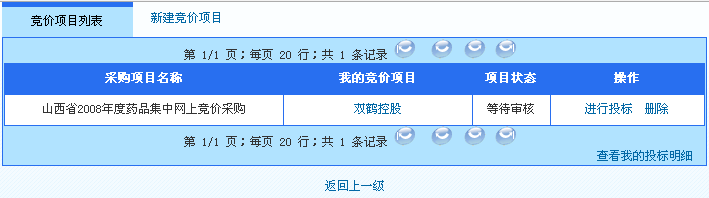 竞价项目列表 新建竞价项目
第 1/1 页；每页 20 行；共 1 条记录
采购项目名称 我的竞价项目 项目状态 操作
山西省2008年度药品集中网上竞价采购 双鹤控股 等待审核 进行投标 删除
第 1/1 页；每页 20 行；共 1 条记录
查看我的投标明细
返回上一级